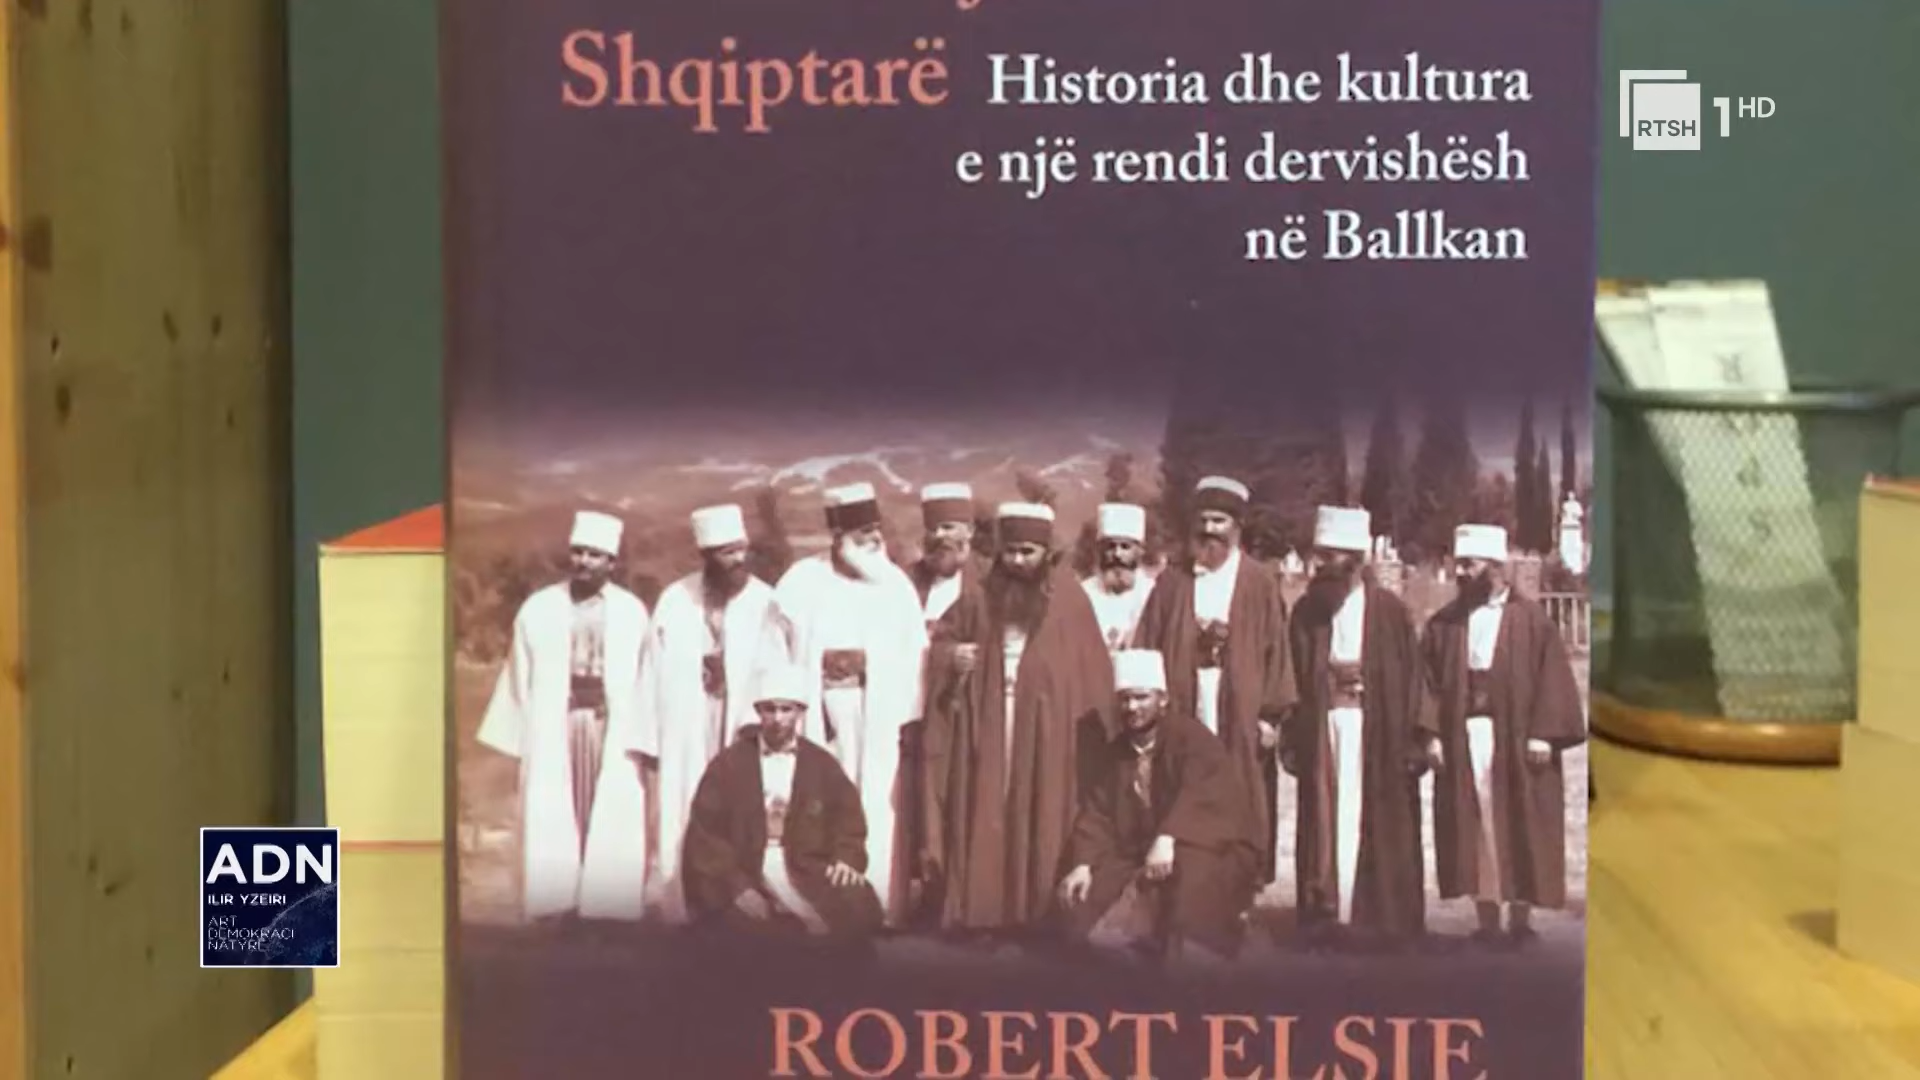 Shqiptarë Historia dhe kultura
e një rendi dervishësh
në Ballkan
RTSH 1 HD
ADN
ILIR YZEIRI
ART
DEMOKRACI
NATYRË
ROBERT ELSIE